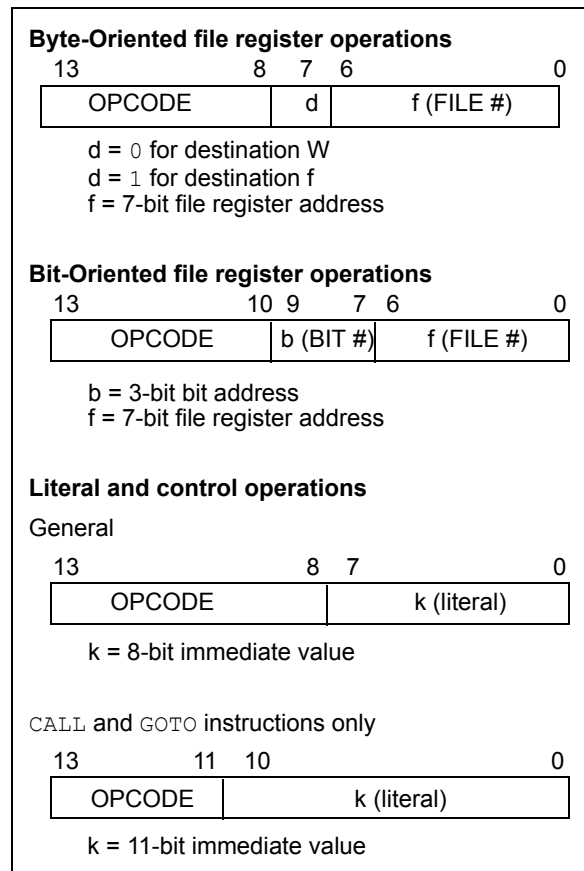 Byte-Oriented file register operations
13 8 7 6 0
OPCODE d f (FILE #)
d = 0 for destination W
d = 1 for destination f
f = 7-bit file register address
Bit-Oriented file register operations
13 10 9 7 6 0
OPCODE b (BIT #) f (FILE #)
b = 3-bit bit address
f = 7-bit file register address
Literal and control operations
General
13 8 7 0
OPCODE k (literal)
k = 8-bit immediate value
CALL and GOTO instructions only
13 11 10 0
OPCODE k (literal)
k = 11-bit immediate value